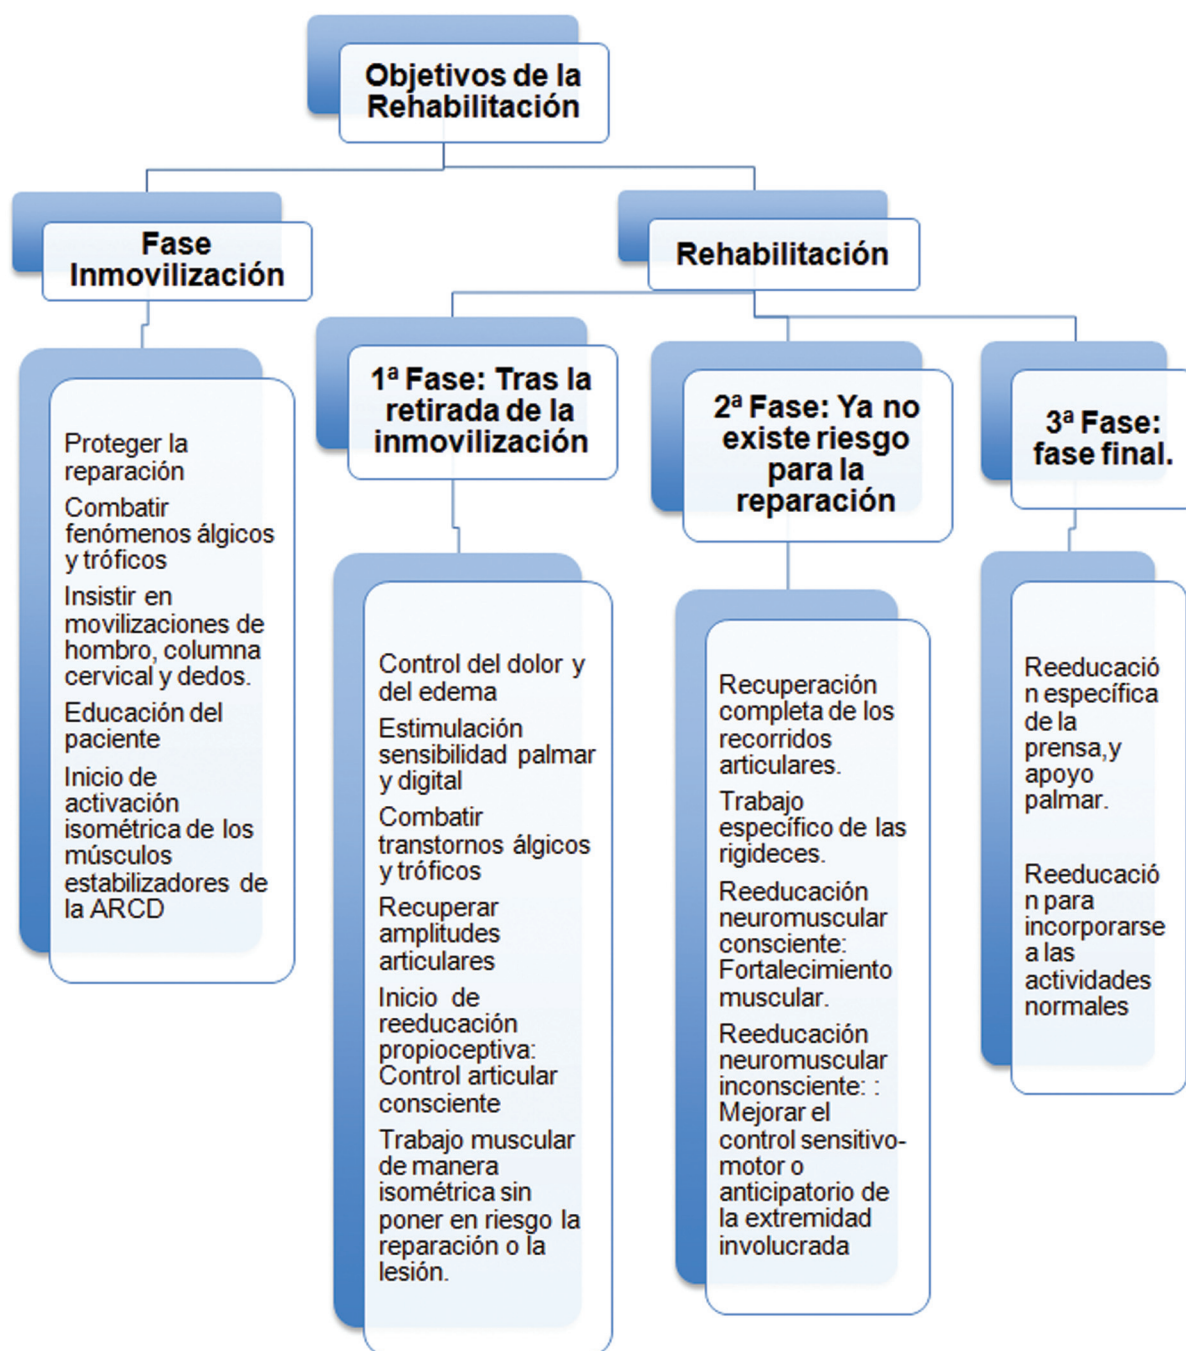 Objetivos de la
Rehabilitación
Fase
Inmovilización
Rehabilitación
Proteger la
reparación
Combatir
fenómenos álgicos
y tróficos
Insistir en
movilizaciones de
hombro, columna
cervical y dedos.
Educación del
paciente
Inicio de
activación
isométrica de los
músculos
estabilizadores de
la ARCD
1ª Fase: Tras la
retirada de la
inmovilización
Control del dolor y
del edema
Estimulación
sensibilidad palmar
y digital
Combatir
transtornos álgicos
y tróficos
Recuperar
amplitudes
articulares
Inicio de
reeducación
propioceptiva:
Control articular
consciente
Trabajo muscular
de manera
isométrica sin
poner en riesgo la
reparación o la
lesión.
2ª Fase: Ya no
existe riesgo
para la
reparación
Recuperación
completa de los
recorridos
articulares.
Trabajo
específico de las
rigideces.
Reeducación
neuromuscular
consciente:
Fortalecimiento
muscular.
Reeducación
neuromuscular
inconsciente: :
Mejorar el
control sensitivo-
motor o
anticipatorio de
la extremidad
involucrada
3ª Fase:
fase final.
Reeducació
n específica
de la
prensa,y
apoyo
palmar.
Reeducació
n para
incorporarse
a las
actividades
normales